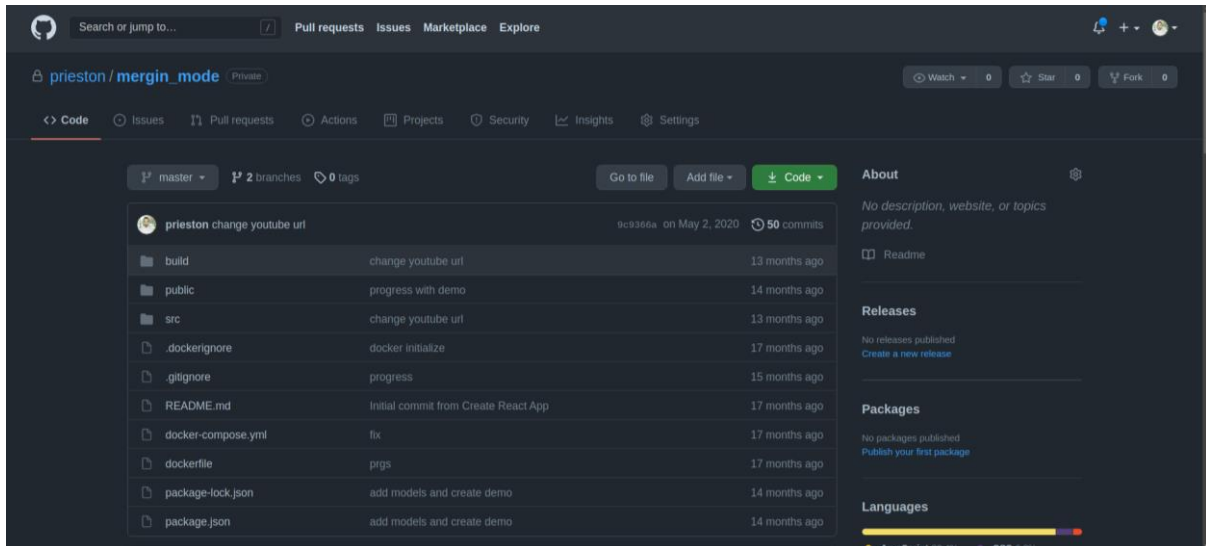 Search or jump to... / Pull requests Issues Marketplace Explore
prieston / mergin_mode Private Watch 0 Star 0 Fork 0
Code Issues Pull requests Actions Projects Security Insights Settings
master 2 branches 0 tags Go to file Add file Code About
No description, website, or topics
provided.
prieston change youtube url 9c9366a on May 2, 2020 50 commits
Readme
build change youtube url 13 months ago
public progress with demo 14 months ago
Releases
src change youtube url 13 months ago
No releases published
.dockerignore docker initialize 17 months ago
Create a new release
.gitignore progress 15 months ago
README.md Initial commit from Create React App 17 months ago
Packages
docker-compose.yml fix 17 months ago
No packages published
Publish your first package
dockerfile prgs 17 months ago
package-lock.json add models and create demo 14 months ago
Languages
package.json add models and create demo 14 months ago